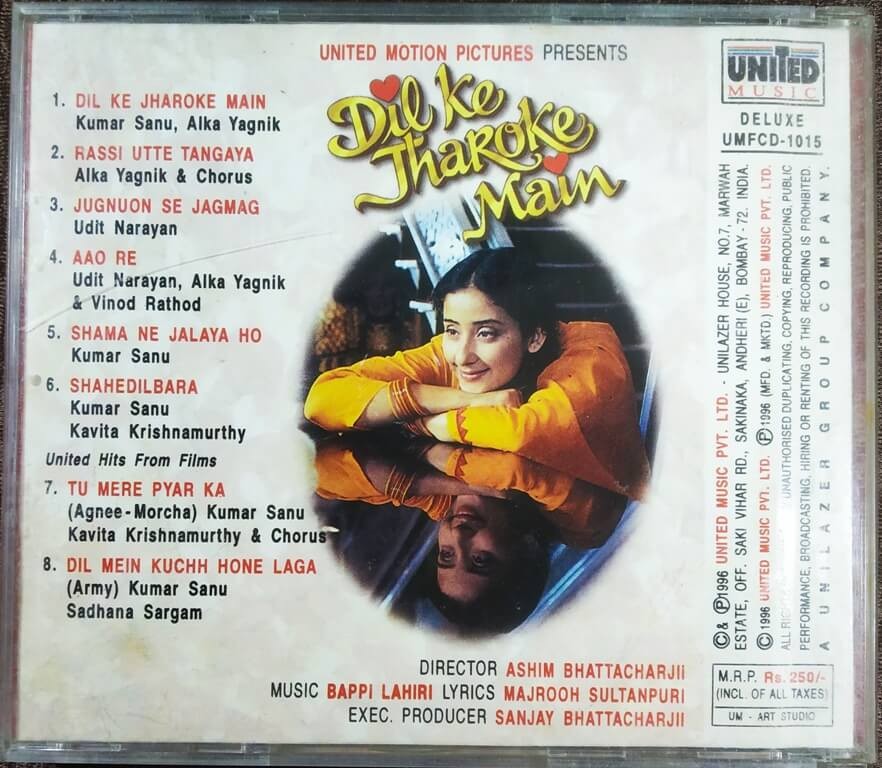 UNITED MOTION PICTURES PRESENTS
Dil Ke
Jharoke
Main
1. DIL KE JHAROKE MAIN
Kumar Sanu, Alka Yagnik
2. RASSI UTTE TANGAYA
Alka Yagnik & Chorus
3. JUGNUON SE JAGMAG
Udit Narayan
4. AAO RE
Udit Narayan, Alka Yagnik
& Vinod Rathod
5. SHAMA NE JALAYA HO
Kumar Sanu
6. SHAHEDILBARA
Kumar Sanu
Kavita Krishnamurthy
United Hits From Films
7. TU MERE PYAR KA
(Agnee-Morcha) Kumar Sanu
Kavita Krishnamurthy & Chorus
8. DIL MEIN KUCHH HONE LAGA
(Army) Kumar Sanu
Sadhana Sargam
DIRECTOR ASHIM BHATTACHARJII
MUSIC BAPPI LAHIRI LYRICS MAJROOH SULTANPURI
EXEC. PRODUCER SANJAY BHATTACHARJII
UNITED
MUSIC
DELUXE
UMFCD-1015
©& ℗1996 UNITED MUSIC PVT. LTD. - UNILAZER HOUSE, NO.7, MARWAH
ESTATE, OFF. SAKI VIHAR RD., SAKINAKA, ANDHERI (E), BOMBAY - 72. INDIA.
©1996 UNITED MUSIC PVT. LTD. ℗1996 (MFD. & MKTD.) UNITED MUSIC PVT. LTD.
ALL UNAUTHORISED DUPLICATING, COPYING, REPRODUCING, PUBLIC
PERFORMANCE, BROADCASTING, HIRING OR RENTING OF THIS RECORDING IS PROHIBITED.
A UNILAZER GROUP COMPANY.
M.R.P. Rs. 250/-
(INCL. OF ALL TAXES)
UM - ART STUDIO